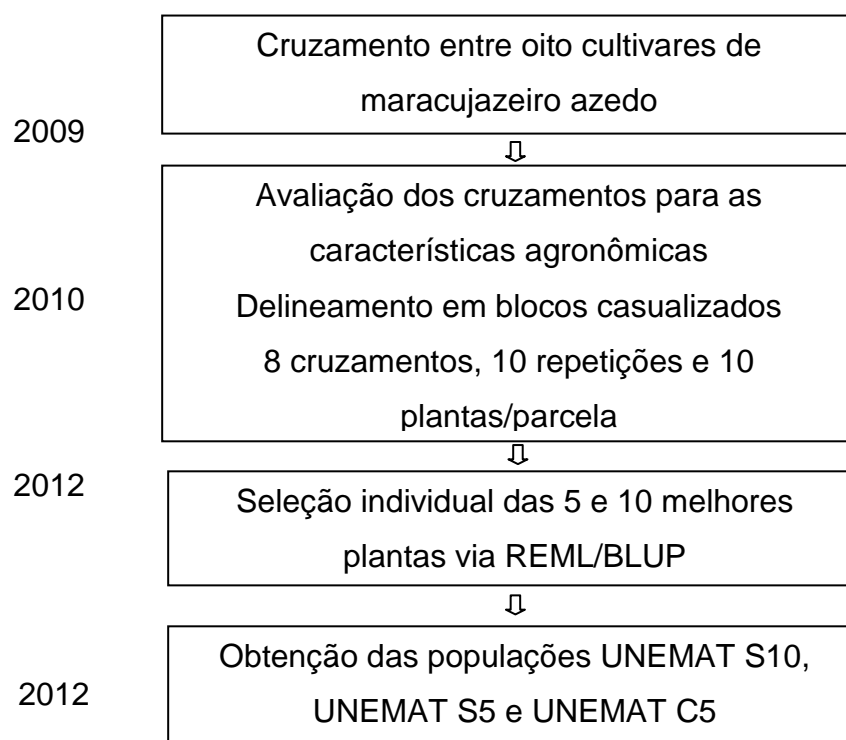 Cruzamento entre oito cultivares de
maracujazeiro azedo
2009
Avaliação dos cruzamentos para as
características agronômicas
2010
Delineamento em blocos casualizados
8 cruzamentos, 10 repetições e 10
plantas/parcela
2012
Seleção individual das 5 e 10 melhores
plantas via REML/BLUP
Obtenção das populações UNEMAT S10,
2012
UNEMAT S5 e UNEMAT C5